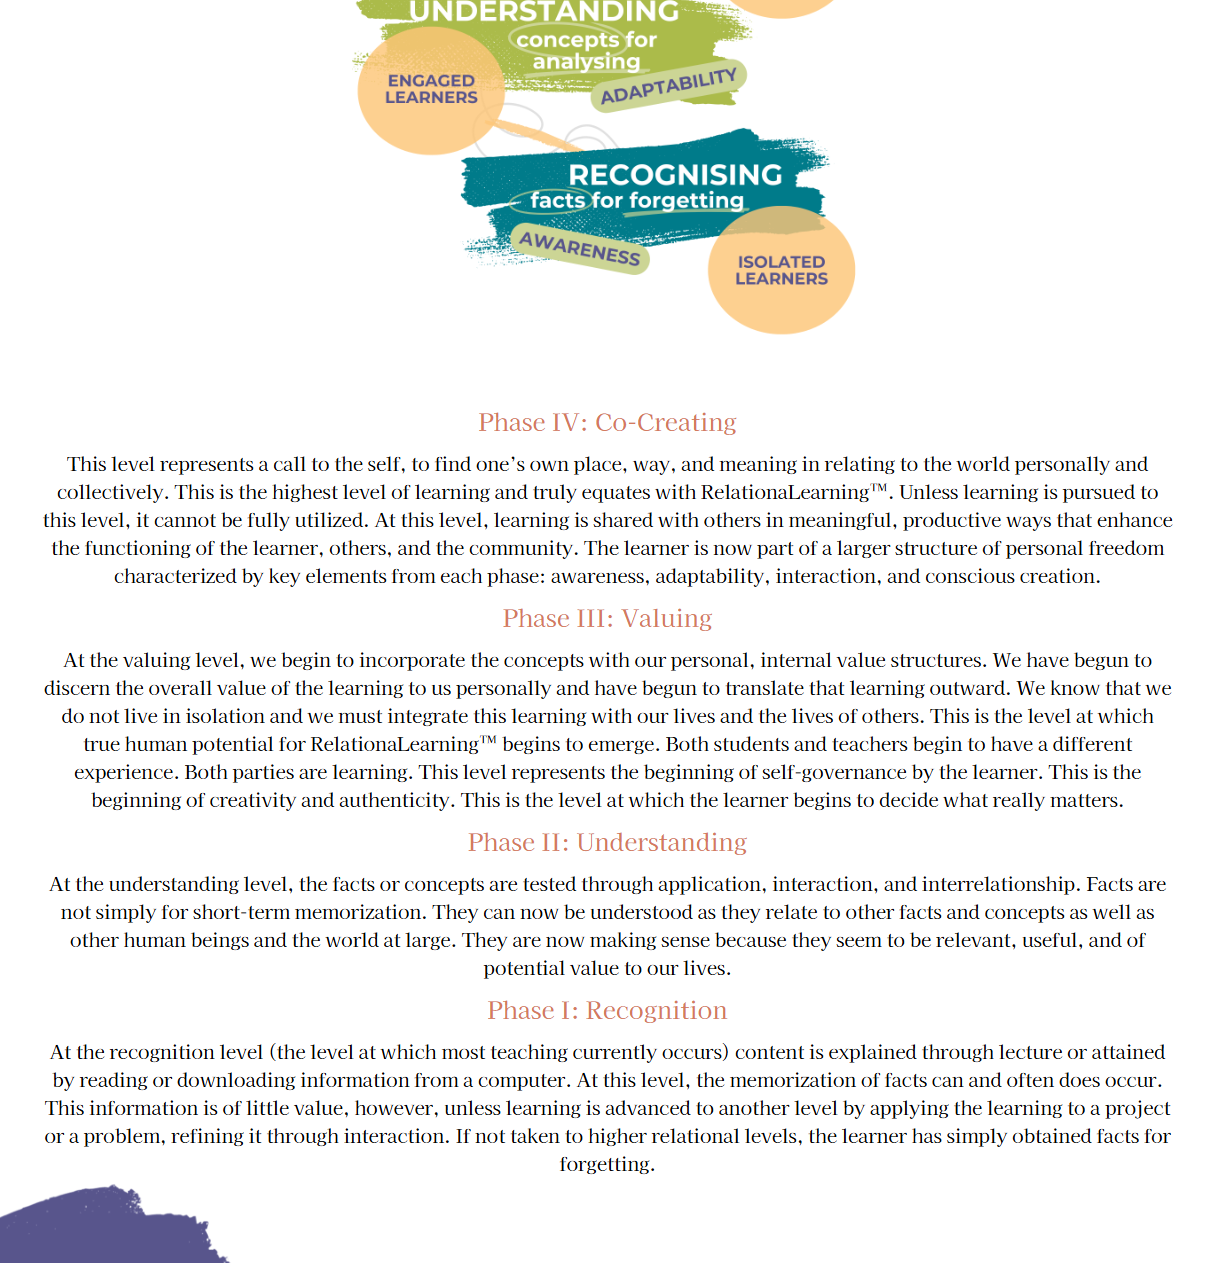 UNDERSTANDING
concepts for
analysing
ENGAGED
LEARNERS
ADAPTABILITY
RECOGNISING
facts for forgetting
AWARENESS
ISOLATED
LEARNERS
Phase IV: Co-Creating
This level represents a call to the self, to find one’s own place, way, and meaning in relating to the world personally and
collectively. This is the highest level of learning and truly equates with RelationaLearning™. Unless learning is pursued to
this level, it cannot be fully utilized. At this level, learning is shared with others in meaningful, productive ways that enhance
the functioning of the learner, others, and the community. The learner is now part of a larger structure of personal freedom
characterized by key elements from each phase: awareness, adaptability, interaction, and conscious creation.
Phase III: Valuing
At the valuing level, we begin to incorporate the concepts with our personal, internal value structures. We have begun to
discern the overall value of the learning to us personally and have begun to translate that learning outward. We know that we
do not live in isolation and we must integrate this learning with our lives and the lives of others. This is the level at which
true human potential for RelationaLearning™ begins to emerge. Both students and teachers begin to have a different
experience. Both parties are learning. This level represents the beginning of self-governance by the learner. This is the
beginning of creativity and authenticity. This is the level at which the learner begins to decide what really matters.
Phase II: Understanding
At the understanding level, the facts or concepts are tested through application, interaction, and interrelationship. Facts are
not simply for short-term memorization. They can now be understood as they relate to other facts and concepts as well as
other human beings and the world at large. They are now making sense because they seem to be relevant, useful, and of
potential value to our lives.
Phase I: Recognition
At the recognition level (the level at which most teaching currently occurs) content is explained through lecture or attained
by reading or downloading information from a computer. At this level, the memorization of facts can and often does occur.
This information is of little value, however, unless learning is advanced to another level by applying the learning to a project
or a problem, refining it through interaction. If not taken to higher relational levels, the learner has simply obtained facts for
forgetting.